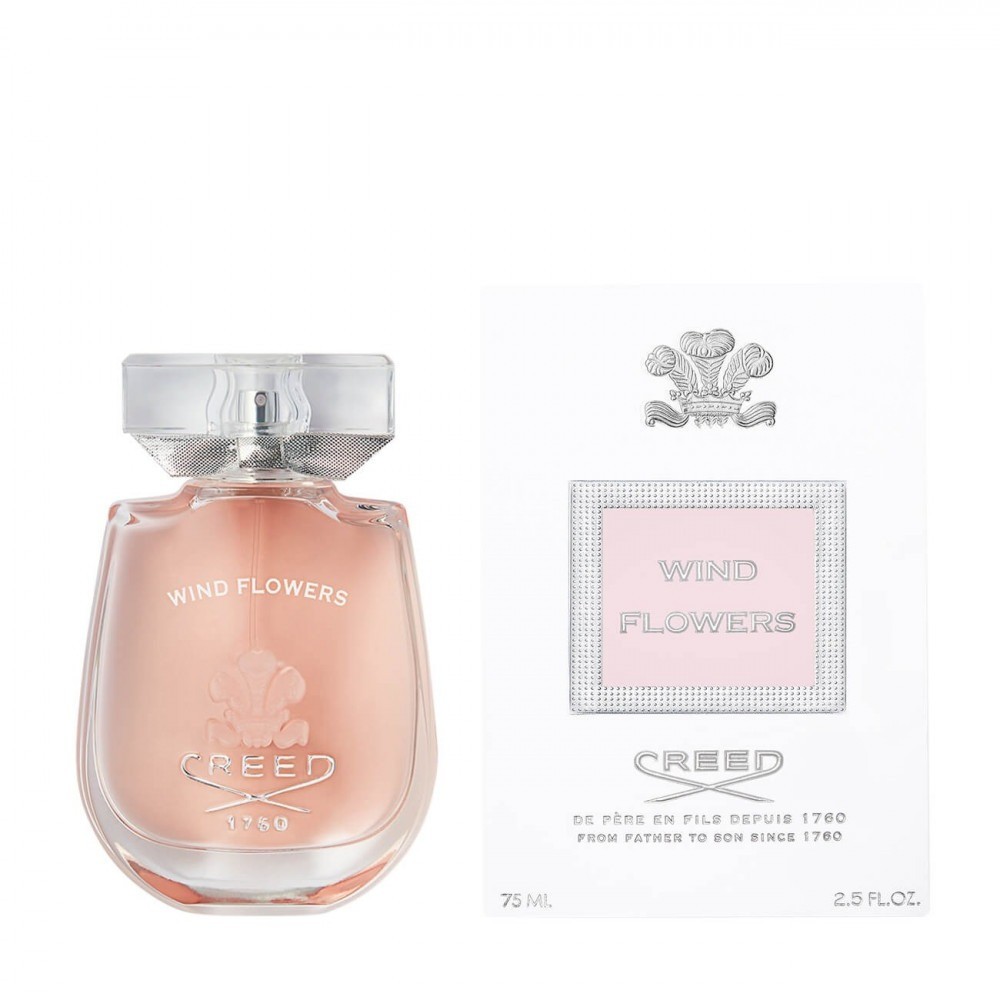 WIND FLOWERS
CREED
1760
WIND
FLOWERS
CREED
DE PÈRE EN FILS DEPUIS 1760
FROM FATHER TO SON SINCE 1760
75 ML.
2.5 FL.OZ.